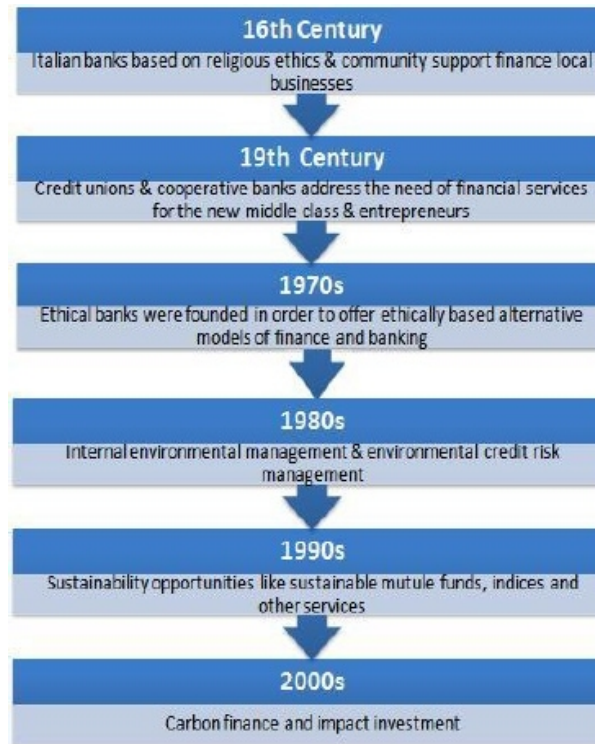 16th Century
Italian banks based on religious ethics & community support finance local
businesses
19th Century
Credit unions & cooperative banks address the need of financial services
for the new middle class & entrepreneurs
1970s
Ethical banks were founded in order to offer ethically based alternative
models of finance and banking
1980s
Internal environmental management & environmental credit risk
management
1990s
Sustainability opportunities like sustainable mutule funds, indices and
other services
2000s
Carbon finance and impact investment